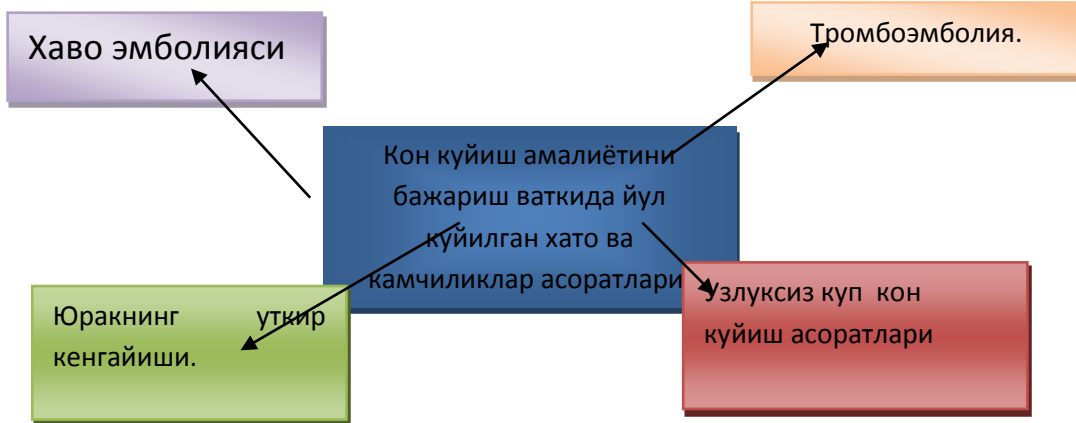 Хаво эмболияси
Тромбоэмболия.
Кон куйиш амалиётини
бажариш ваткида йул
куйилган хато ва
камчиликлар асоратлари
Юракнинг уткир
кенгайиши.
Узлуксиз куп кон
куйиш асоратлари